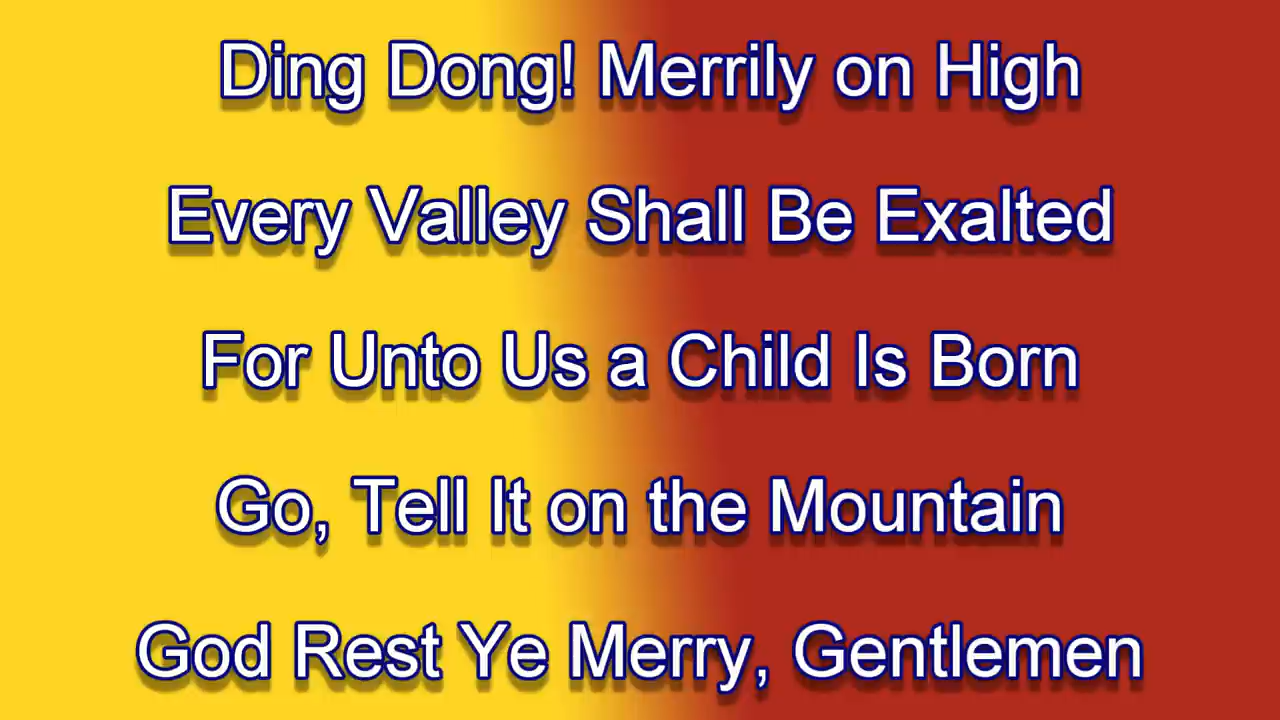 Ding Dong! Merrily on High
Every Valley Shall Be Exalted
For Unto Us a Child Is Born
Go, Tell It on the Mountain
God Rest Ye Merry, Gentlemen